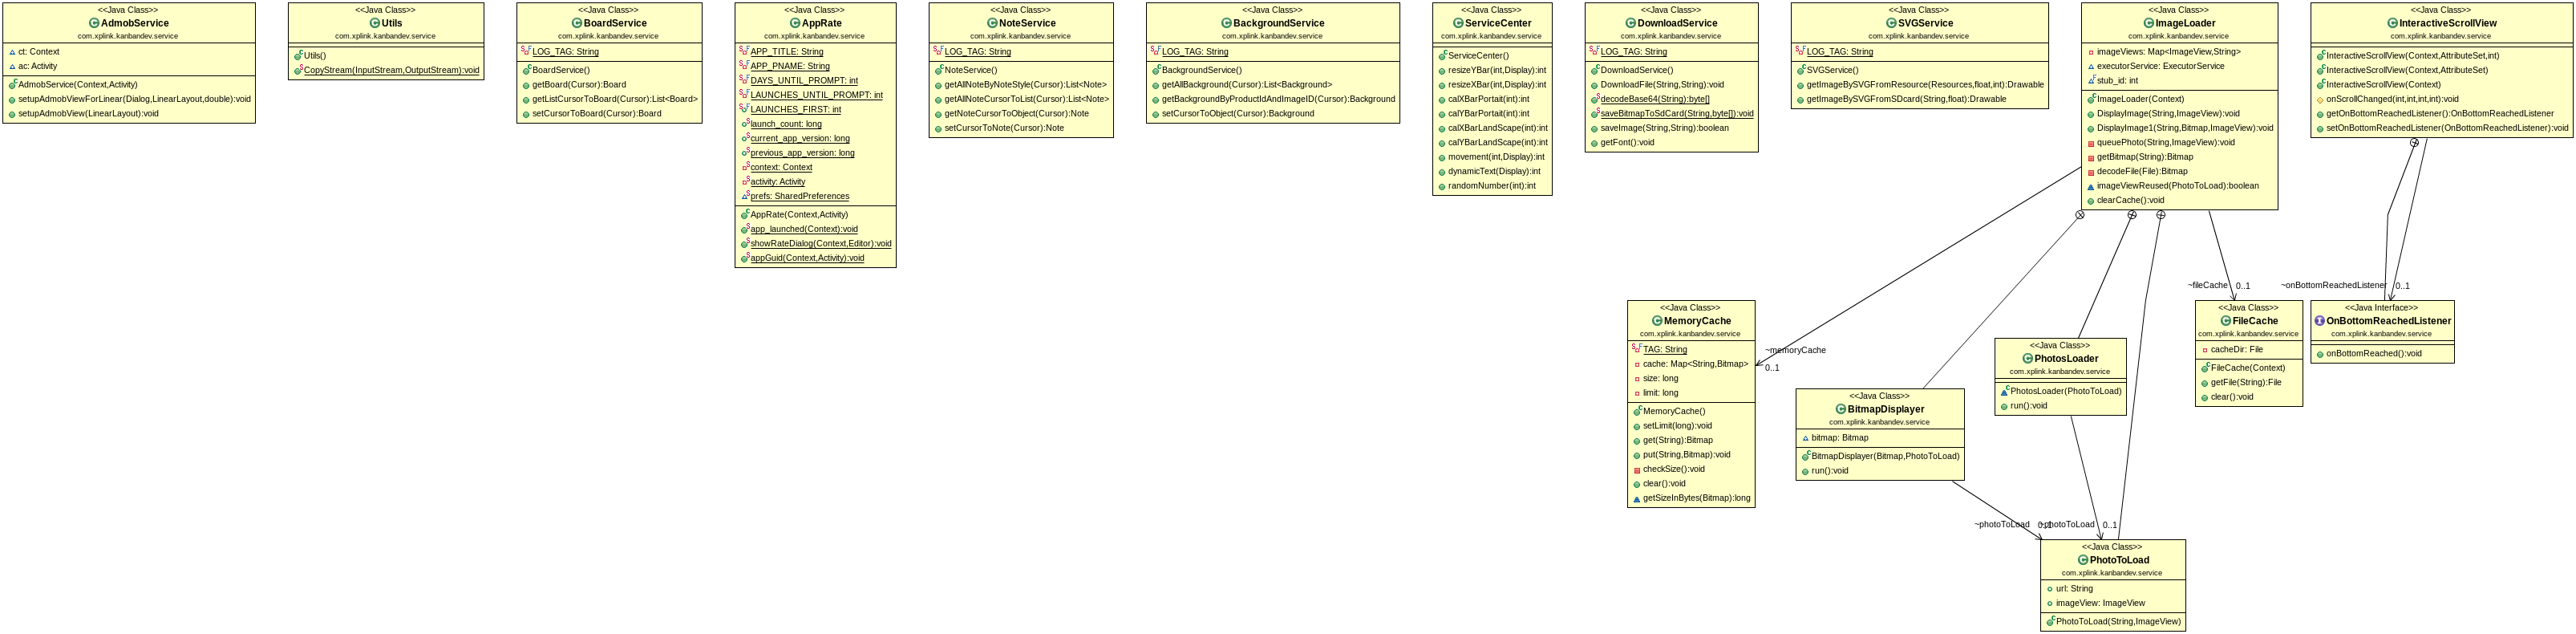 <<Java Class>>
AdmobService
com.xplink.kanbandev.service
ct: Context
ac: Activity
AdmobService(Context,Activity)
setupAdmobViewForLinear(Dialog,LinearLayout,double):void
setupAdmobView(LinearLayout):void
<<Java Class>>
Utils
com.xplink.kanbandev.service
Utils()
CopyStream(InputStream,OutputStream):void
<<Java Class>>
BoardService
com.xplink.kanbandev.service
LOG_TAG: String
BoardService()
getBoard(Cursor):Board
getListCursorToBoard(Cursor):List<Board>
setCursorToBoard(Cursor):Board
<<Java Class>>
AppRate
com.xplink.kanbandev.service
APP_TITLE: String
APP_PNAME: String
DAYS_UNTIL_PROMPT: int
LAUNCHES_UNTIL_PROMPT: int
LAUNCHES_FIRST: int
launch_count: long
current_app_version: long
previous_app_version: long
context: Context
activity: Activity
prefs: SharedPreferences
AppRate(Context,Activity)
app_launched(Context):void
showRateDialog(Context,Editor):void
appGuid(Context,Activity):void
<<Java Class>>
NoteService
com.xplink.kanbandev.service
LOG_TAG: String
NoteService()
getAllNoteByNoteStyle(Cursor):List<Note>
getAllNoteCursorToList(Cursor):List<Note>
getNoteCursorToObject(Cursor):Note
setCursorToNote(Cursor):Note
<<Java Class>>
BackgroundService
com.xplink.kanbandev.service
LOG_TAG: String
BackgroundService()
getAllBackground(Cursor):List<Background>
getBackgroundByProductIdAndImageID(Cursor):Background
setCursorToObject(Cursor):Background
<<Java Class>>
ServiceCenter
com.xplink.kanbandev.service
ServiceCenter()
resizeYBar(int,Display):int
resizeXBar(int,Display):int
calXBarPortait(int):int
calYBarPortait(int):int
calXBarLandScape(int):int
calYBarLandScape(int):int
movement(int,Display):int
dynamicText(Display):int
randomNumber(int):int
<<Java Class>>
DownloadService
com.xplink.kanbandev.service
LOG_TAG: String
DownloadService()
DownloadFile(String,String):void
decodeBase64(String):byte[]
saveBitmapToSdCard(String,byte[]):void
saveImage(String,String):boolean
getFont():void
<<Java Class>>
SVGService
com.xplink.kanbandev.service
LOG_TAG: String
SVGService()
getImageBySVGFromResource(Resources,float,int):Drawable
getImageBySVGFromSDcard(String,float):Drawable
<<Java Class>>
ImageLoader
com.xplink.kanbandev.service
imageViews: Map<ImageView,String>
executorService: ExecutorService
stub_id: int
ImageLoader(Context)
DisplayImage(String,ImageView):void
DisplayImage1(String,Bitmap,ImageView):void
queuePhoto(String,ImageView):void
getBitmap(String):Bitmap
decodeFile(File):Bitmap
imageViewReused(PhotoToLoad):boolean
clearCache():void
<<Java Class>>
InteractiveScrollView
com.xplink.kanbandev.service
InteractiveScrollView(Context,AttributeSet,int)
InteractiveScrollView(Context,AttributeSet)
InteractiveScrollView(Context)
onScrollChanged(int,int,int,int):void
getOnBottomReachedListener():OnBottomReachedListener
setOnBottomReachedListener(OnBottomReachedListener):void
~fileCache 0..1
~onBottomReachedListener 0..1
~memoryCache
0..1
<<Java Class>>
MemoryCache
com.xplink.kanbandev.service
TAG: String
cache: Map<String,Bitmap>
size: long
limit: long
MemoryCache()
setLimit(long):void
get(String):Bitmap
put(String,Bitmap):void
checkSize():void
clear():void
getSizeInBytes(Bitmap):long
<<Java Class>>
BitmapDisplayer
com.xplink.kanbandev.service
bitmap: Bitmap
BitmapDisplayer(Bitmap,PhotoToLoad)
run():void
<<Java Class>>
PhotosLoader
com.xplink.kanbandev.service
PhotosLoader(PhotoToLoad)
run():void
<<Java Class>>
FileCache
com.xplink.kanbandev.service
cacheDir: File
FileCache(Context)
getFile(String):File
clear():void
<<Java Interface>>
OnBottomReachedListener
com.xplink.kanbandev.service
onBottomReached():void
~photoToLoad 0..1
~photoToLoad 0..1
<<Java Class>>
PhotoToLoad
com.xplink.kanbandev.service
url: String
imageView: ImageView
PhotoToLoad(String,ImageView)